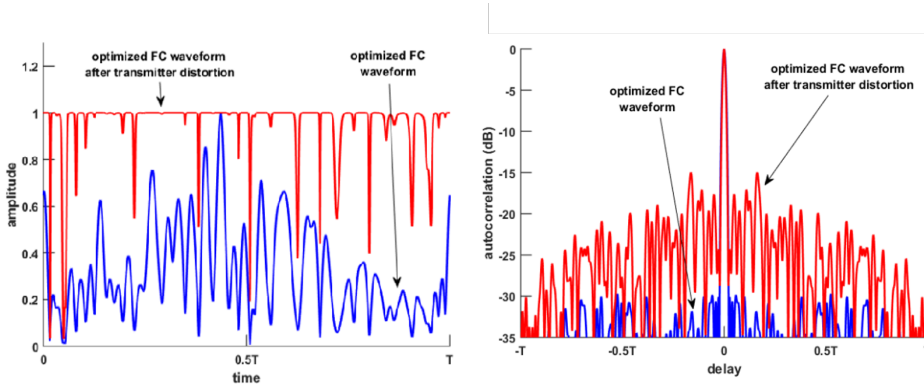 optimized FC waveform
after transmitter distortion
optimized FC
waveform
1.2
1
0.8
0.6
0.4
0.2
0
amplitude
0
0.5T
T
time
optimized FC
waveform
optimized FC waveform
after transmitter distortion
0
-5
-10
-15
-20
-25
-30
-35
autocorrelation (dB)
-T
-0.5T
0
0.5T
delay